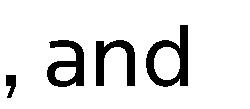 , and